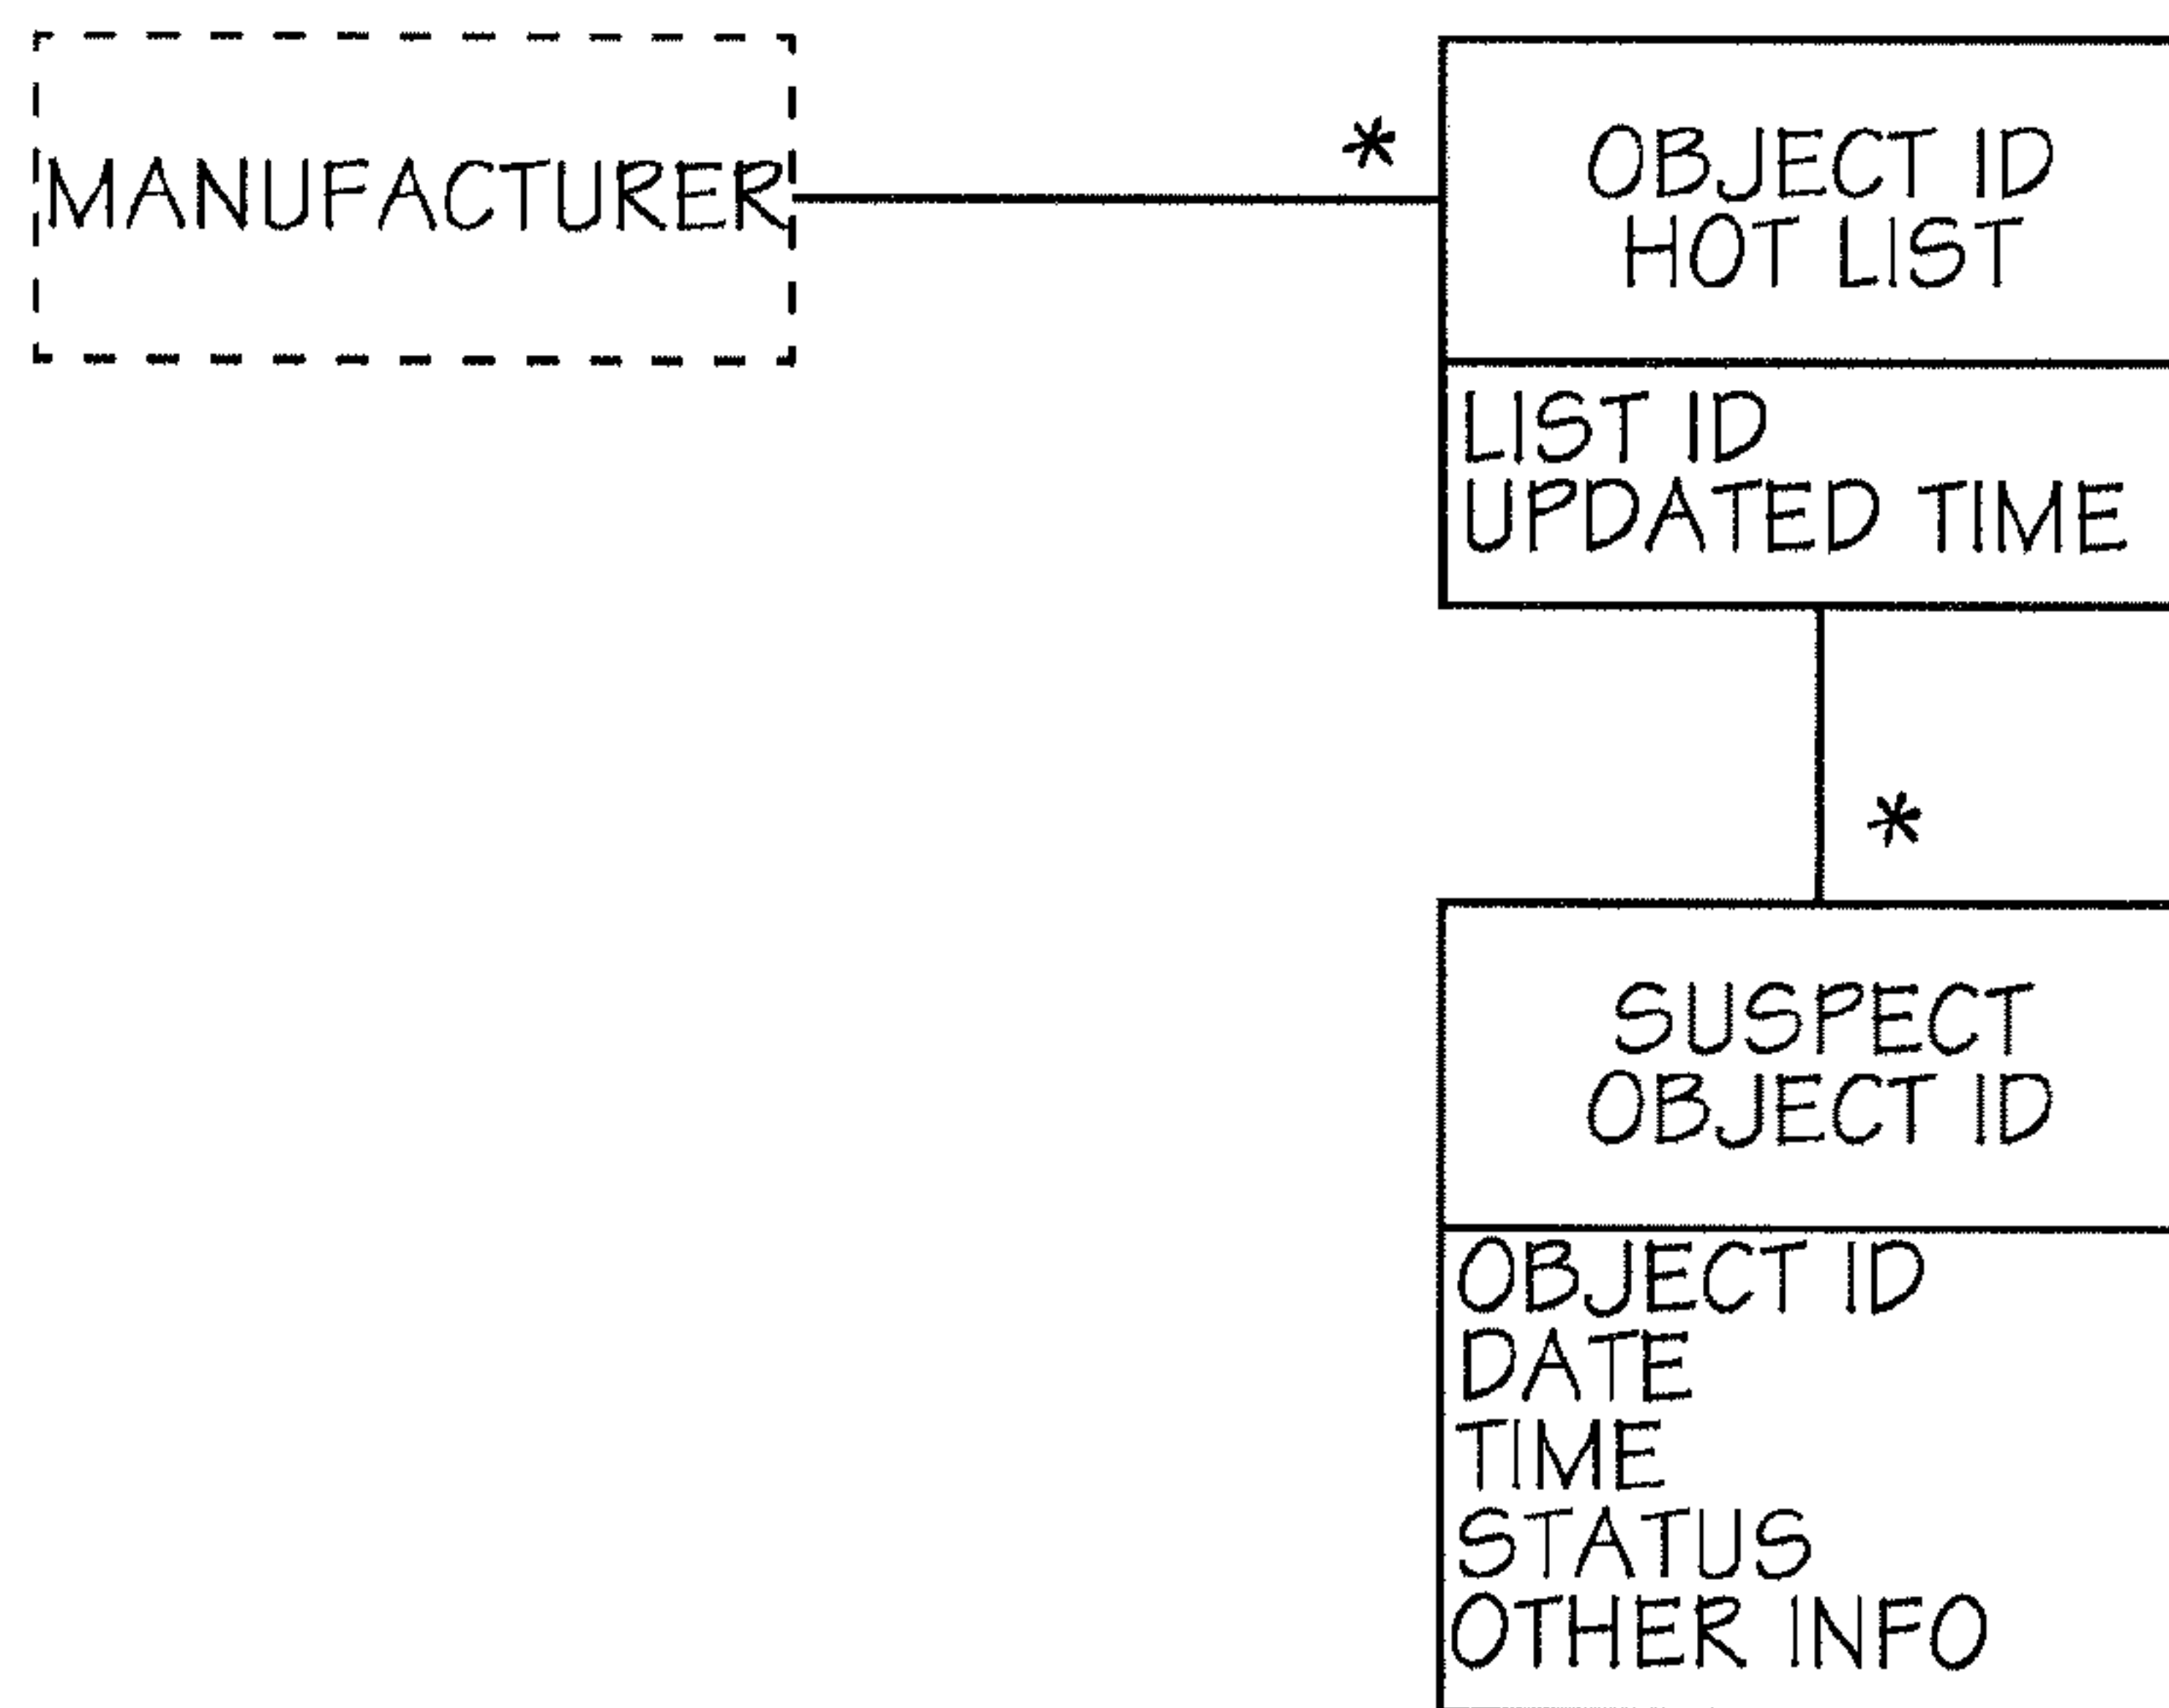 MANUFACTURER
*
OBJECT ID
HOT LIST
LIST ID
UPDATED TIME
*
SUSPECT
OBJECT ID
OBJECT ID
DATE
TIME
STATUS
OTHER INFO